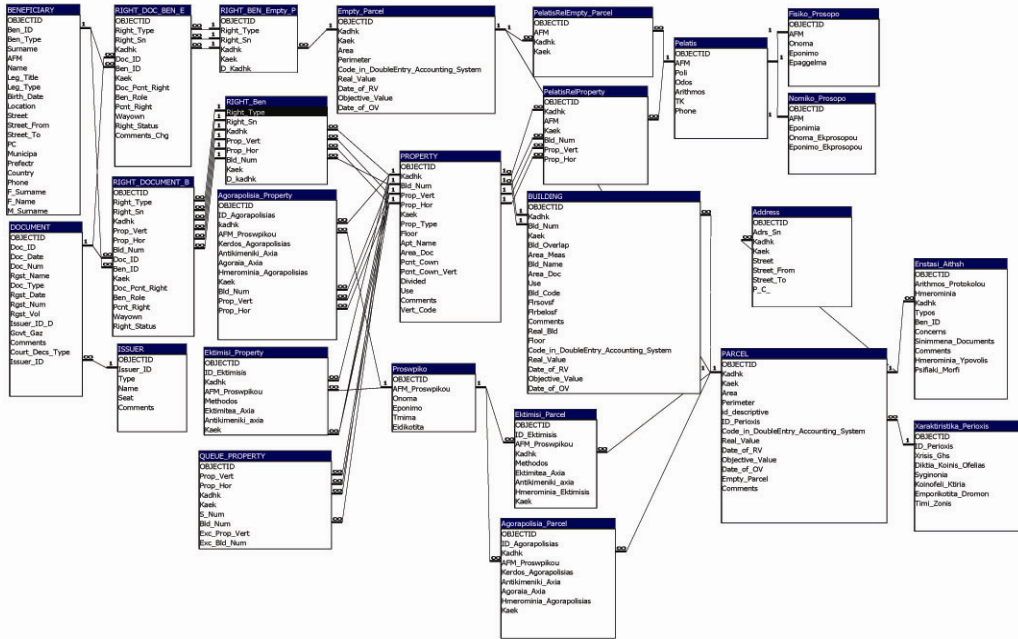 BENEFICIARY
OBJECTID
Ben_ID
Ben_Type
Surname
AFM
Name
Leg_Title
Leg_Type
Birth_Date
Location
Street
Street_From
Street_To
PC
Municipa
Prefectr
Country
Phone
F_Surname
F_Name
M_Surname
DOCUMENT
OBJECTID
Doc_ID
Doc_Date
Doc_Num
Rgst_Name
Doc_Type
Rgst_Date
Rgst_Num
Rgst_Vol
Issuer_ID_D
Govt_Gaz
Comments
Court_Decs_Type
Issuer_ID
RIGHT_DOC_BEN_E
OBJECTID
Right_Type
Right_Sn
Kadhk
Doc_ID
Ben_ID
Kaek
Doc_Pcnt_Right
Ben_Role
Pcnt_Right
Wayown
Right_Status
Comments_Chg
RIGHT_DOCUMENT_B
OBJECTID
Right_Type
Right_Sn
Kadhk
Prop_Vert
Prop_Hor
Bld_Num
Doc_ID
Ben_ID
Kaek
Doc_Pcnt_Right
Ben_Role
Pcnt_Right
Wayown
Right_Status
ISSUER
OBJECTID
Issuer_ID
Type
Name
Seat
Comments
RIGHT_BEN_Empty_P
OBJECTID
Right_Type
Right_Sn
Kadhk
Kaek
D_Kadhk
RIGHT_Ben
OBJECTID
Right_Type
Right_Sn
Kadhk
Prop_Vert
Prop_Hor
Bld_Num
Kaek
D_kadhk
Agorapolisia_Property
OBJECTID
ID_Agorapolisias
kadhk
AFM_Proswpikou
Kerdos_Agorapolisias
Antikimeniki_Axia
Agoraia_Axia
Hmerominia_Agorapolisias
Kaek
Bld_Num
Prop_Vert
Prop_Hor
Ektimisi_Property
OBJECTID
ID_Ektimisis
Kadhk
AFM_Proswpikou
Methodos
Ektimitea_Axia
Antikimeniki_axia
Kaek
QUEUE_PROPERTY
OBJECTID
Prop_Vert
Prop_Hor
Kadhk
Kaek
S_Num
Bld_Num
Exc_Prop_Vert
Exc_Bld_Num
Empty_Parcel
OBJECTID
Kadhk
Kaek
Area
Perimeter
Code_in_DoubleEntry_Accounting_System
Real_Value
Date_of_RV
Objective_Value
Date_of_OV
PROPERTY
OBJECTID
Kadhk
Bld_Num
Prop_Vert
Prop_Hor
Kaek
Prop_Type
Floor
Apt_Name
Area_Doc
Pcnt_Cown
Pcnt_Cown_Vert
Divided
Use
Comments
Vert_Code
Proswpiko
OBJECTID
AFM_Proswpikou
Onoma
Eponimo
Tmima
Eidikotita
PelatisRelEmpty_Parcel
OBJECTID
AFM
Kadhk
Kaek
PelatisRelProperty
OBJECTID
Kadhk
AFM
Kaek
Bld_Num
Prop_Vert
Prop_Hor
BUILDING
OBJECTID
Kadhk
Bld_Num
Kaek
Bld_Overlap
Area_Meas
Bld_Name
Area_Doc
Use
Bld_Code
Flrsovsf
Flrbelosf
Comments
Real_Bld
Floor
Code_in_DoubleEntry_Accounting_System
Real_Value
Date_of_RV
Objective_Value
Date_of_OV
Ektimisi_Parcel
OBJECTID
ID_Ektimisis
AFM_Proswpikou
Kadhk
Methodos
Ektimitea_Axia
Antikimeniki_axia
Hmerominia_Ektimisis
Kaek
Agorapolisia_Parcel
OBJECTID
ID_Agorapolisias
Kadhk
AFM_Proswpikou
Kerdos_Agorapolisias
Antikimeniki_Axia
Agoraia_Axia
Hmerominia_Agorapolisias
Kaek
Pelatis
OBJECTID
AFM
Poli
Odos
Arithmos
TK
Phone
Fisiko_Prosopo
OBJECTID
AFM
Onoma
Eponimo
Epaggelma
Nomiko_Prosopo
OBJECTID
AFM
Eponimia
Onoma_Ekprosopou
Eponimo_Ekprosopou
Address
OBJECTID
Adrs_Sn
Kadhk
Kaek
Street
Street_From
Street_To
P_C_
PARCEL
OBJECTID
Kadhk
Kaek
Area
Perimeter
id_descriptive
ID_Perioxis
Code_in_DoubleEntry_Accounting_System
Real_Value
Date_of_RV
Objective_Value
Date_of_OV
Empty_Parcel
Comments
Enstasi_Aithsh
OBJECTID
Arithmos_Protokolou
Hmerominia
Kadhk
Typos
Ben_ID
Concerns
Sinimmena_Documents
Comments
Hmerominia_Ypovolis
Psifiaki_Morfi
Xaraktiristika_Perioxis
OBJECTID
ID_Perioxis
Xrisis_Ghs
Diktia_Koinis_Ofelias
Syginonia
Koinofeli_Ktiria
Emporikotita_Dromon
Timi_Zonis